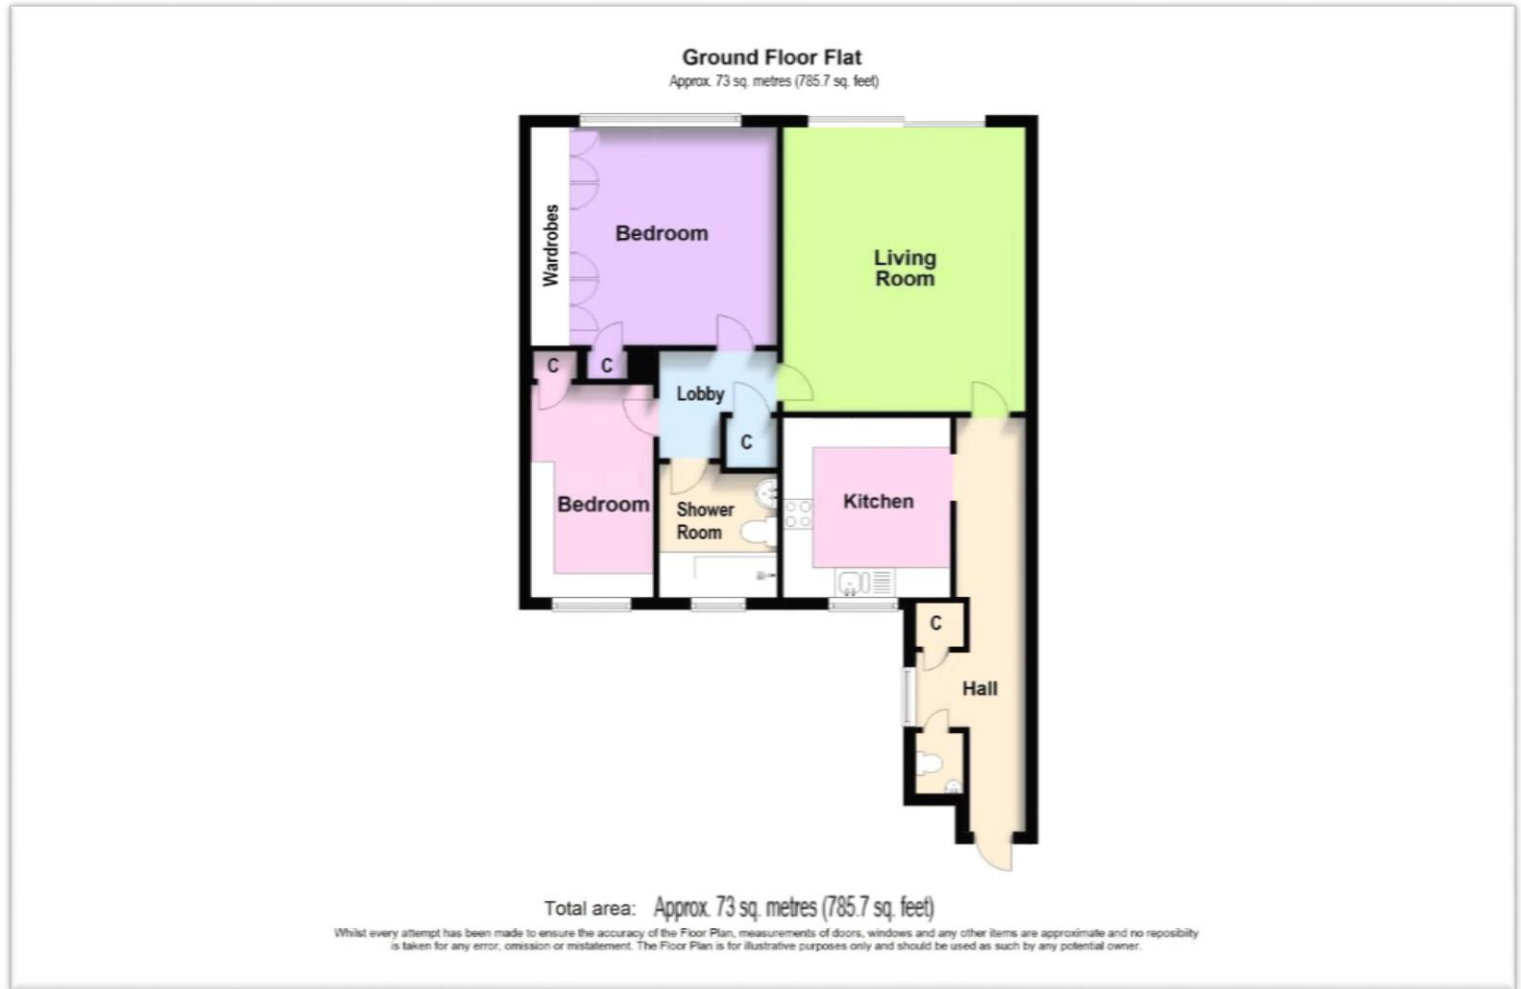 Ground Floor Flat
Approx. 73 sq. metres (785.7 sq. feet)
Wardrobes
Bedroom
Living
Room
C
C
Lobby
C
Bedroom
Shower
Room
Kitchen
C
Hall
Total area: Approx. 73 sq. metres (785.7 sq. feet)
Whilst every attempt has been made to ensure the accuracy of the Floor Plan, measurements of doors, windows and any other items are approximate and no reposibility
is taken for any error, omission or mistatement. The Floor Plan is for illustrative purposes only and should be used as such by any potential owner.